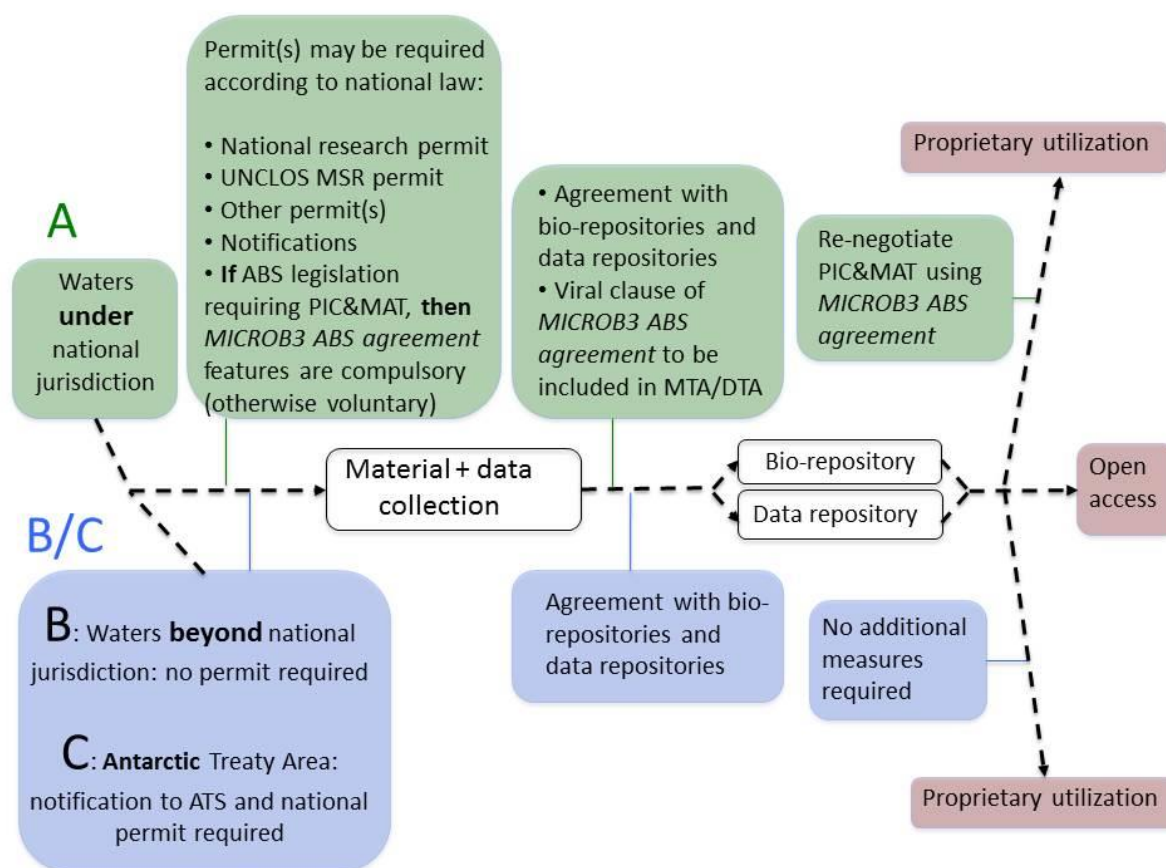 Permit(s) may be required
according to national law:
• National research permit
• UNCLOS MSR permit
• Other permit(s)
• Notifications
• If ABS legislation
requiring PIC&MAT, then
MICROB3 ABS agreement
features are compulsory
(otherwise voluntary)
A
Waters
under
national
jurisdiction
• Agreement with
bio-repositories and
data repositories
• Viral clause of
MICROB3 ABS
agreement to be
included in MTA/DTA
Proprietary utilization
Re-negotiate
PIC&MAT using
MICROB3 ABS
agreement
Material + data
collection
Bio-repository
Data repository
Open
access
B/C
B: Waters beyond national
jurisdiction: no permit required
C: Antarctic Treaty Area:
notification to ATS and national
permit required
Agreement with bio-
repositories and
data repositories
No additional
measures
required
Proprietary utilization